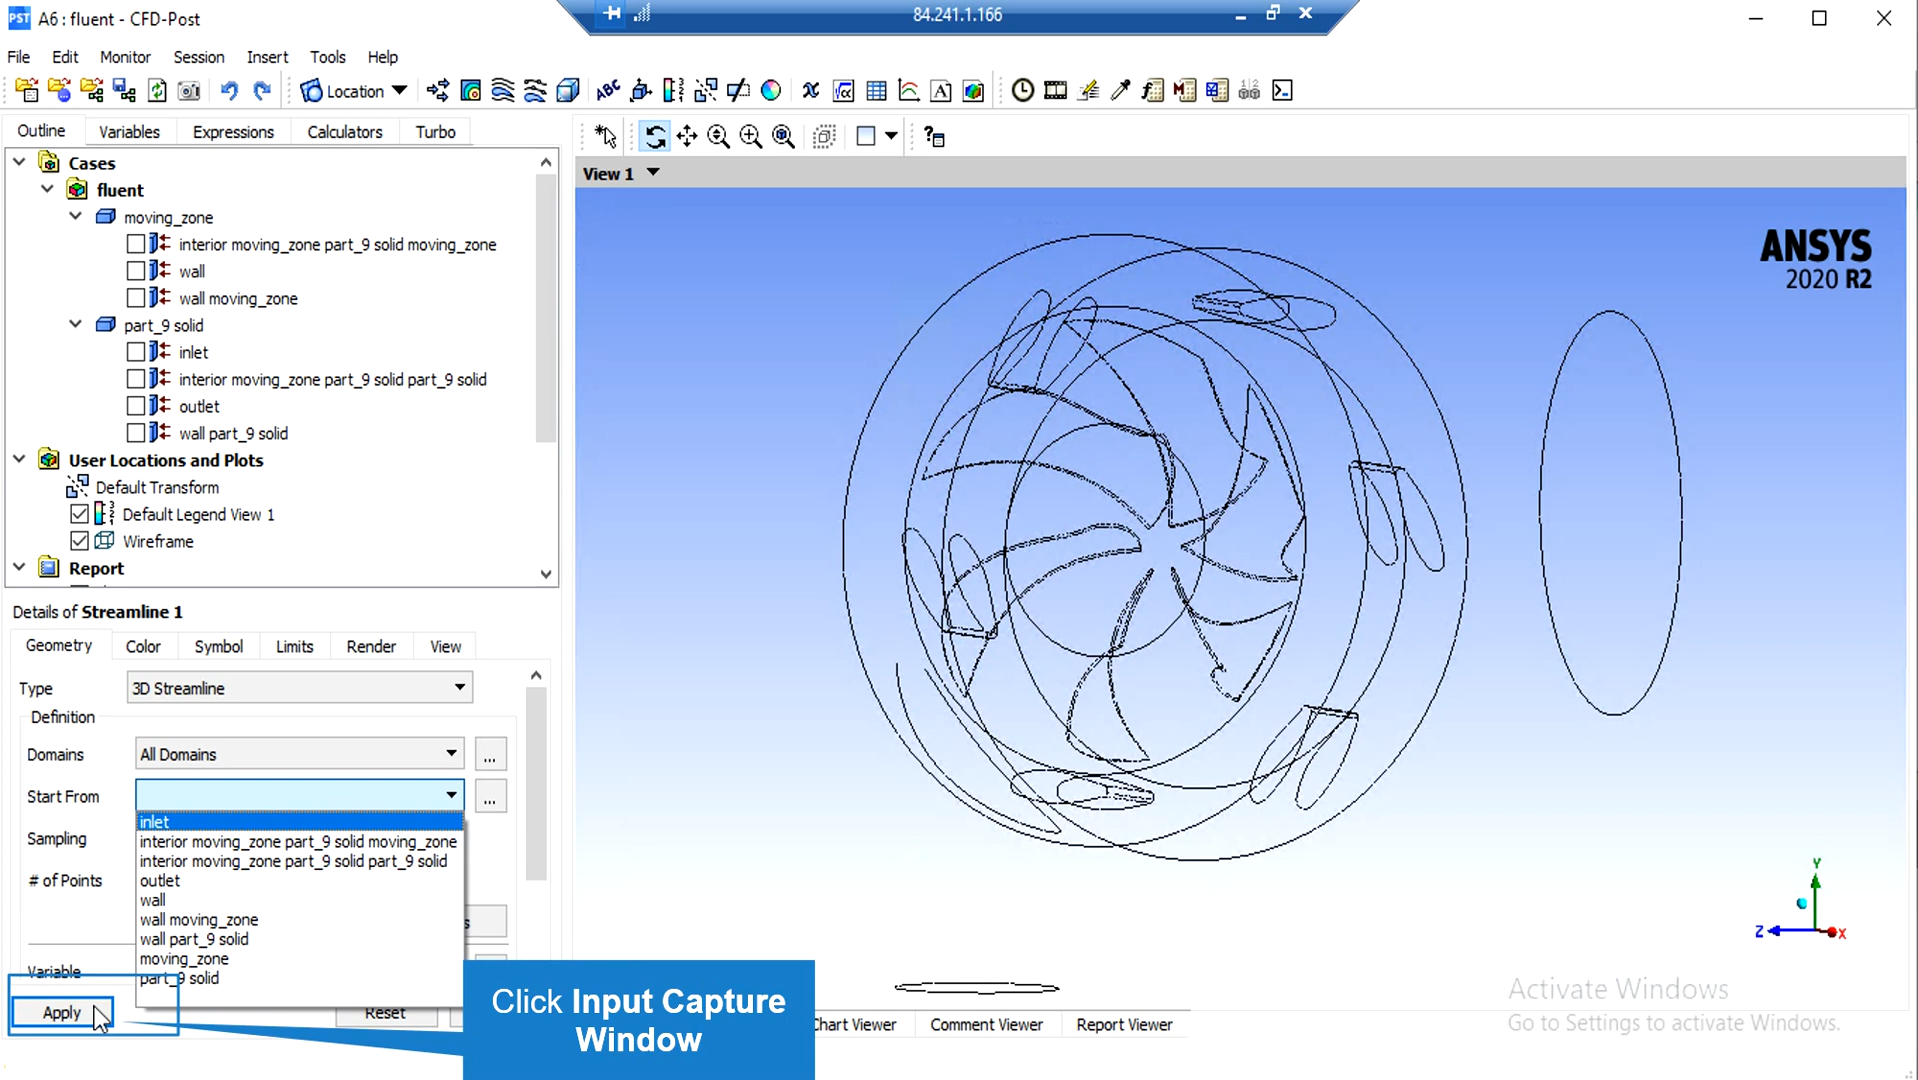 PST A6 : fluent - CFD-Post
84.241.1.166
File Edit Monitor Session Insert Tools Help
Location
Outline Variables Expressions Calculators Turbo
Cases
fluent
moving_zone
interior moving_zone part_9 solid moving_zone
wall
wall moving_zone
part_9 solid
inlet
interior moving_zone part_9 solid part_9 solid
outlet
wall part_9 solid
User Locations and Plots
Default Transform
Default Legend View 1
Wireframe
Report
View 1
ANSYS
2020 R2
Details of Streamline 1
Geometry Color Symbol Limits Render View
Type 3D Streamline
Definition
Domains All Domains ...
Start From ...
inlet
Sampling
interior moving_zone part_9 solid moving_zone
interior moving_zone part_9 solid part_9 solid
# of Points
outlet
wall
wall moving_zone
wall part_9 solid
moving_zone
Variable
part_9 solid
Apply Reset
Click Input Capture
Window
Chart Viewer Comment Viewer Report Viewer
Y
Z X
Activate Windows
Go to Settings to activate Windows.